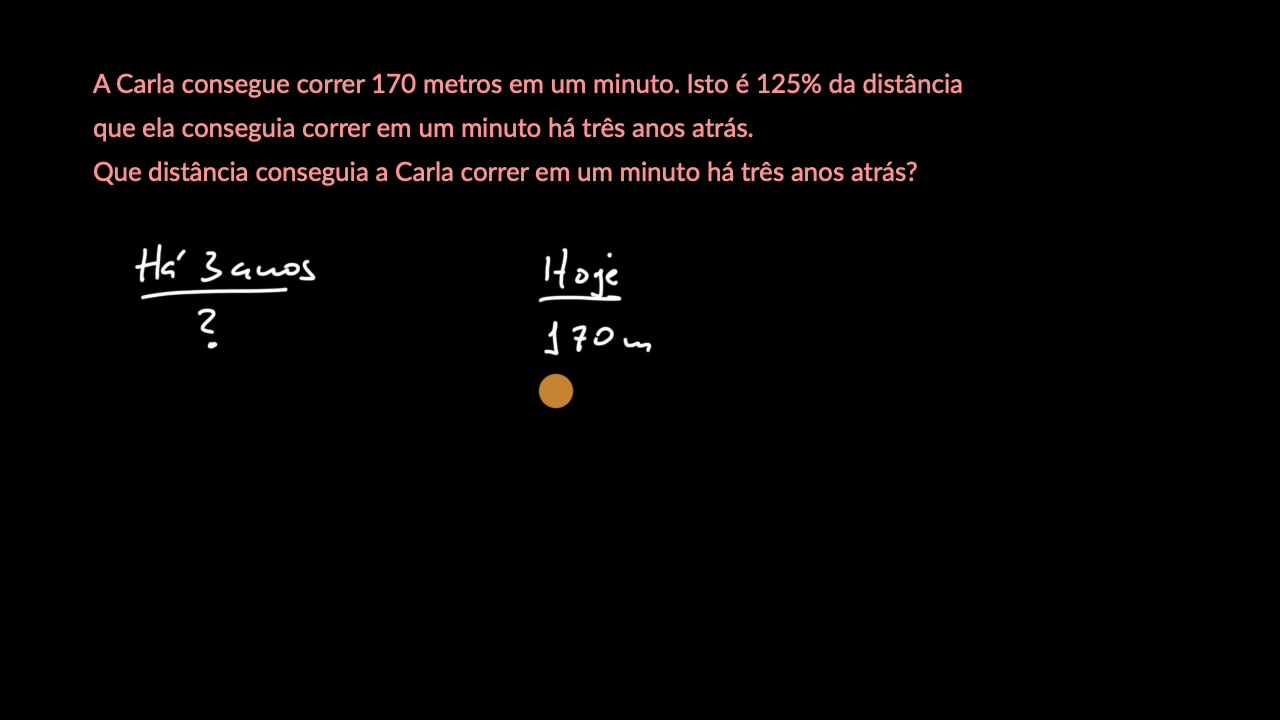 A Carla consegue correr 170 metros em um minuto. Isto é 125% da distância
que ela conseguia correr em um minuto há três anos atrás.
Que distância conseguia a Carla correr em um minuto há três anos atrás?
Há 3 anos
Hoje
?
170 m